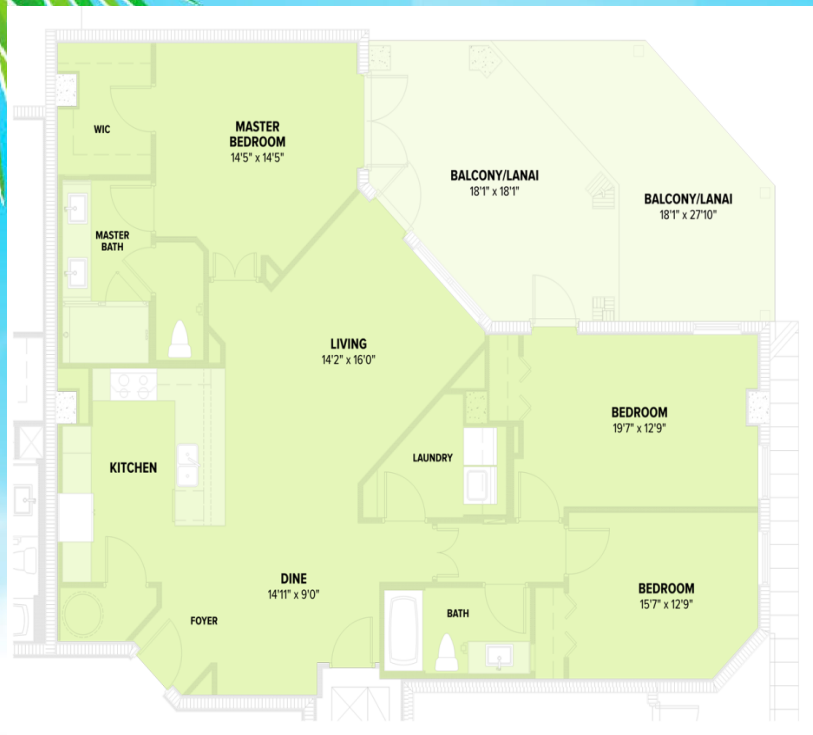 WIC
MASTER
BEDROOM
14'5" x 14'5"
BALCONY/LANAI
18'1" x 18'1"
BALCONY/LANAI
18'1" x 27'10"
MASTER
BATH
LIVING
14'2" x 16'0"
BEDROOM
19'7" x 12'9"
KITCHEN
LAUNDRY
DINE
14'11" x 9'0"
BEDROOM
15'7" x 12'9"
FOYER
BATH